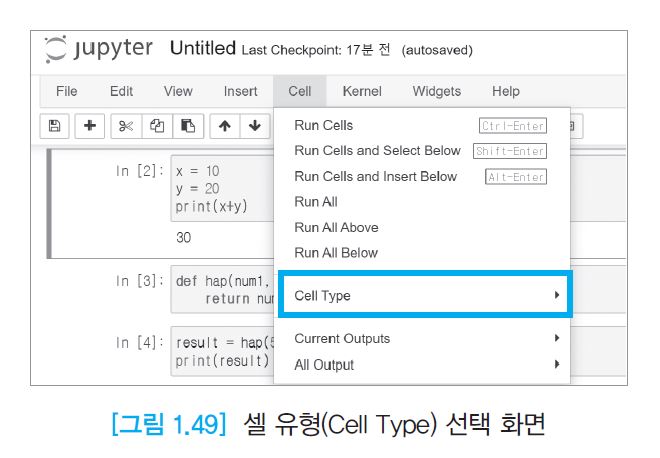 jupyter Untitled Last Checkpoint: 17분 전 (autosaved)
File Edit View Insert Cell Kernel Widgets Help
Run Cells Ctrl-Enter
Run Cells and Select Below Shift-Enter
Run Cells and Insert Below Alt-Enter
Run All
Run All Above
Run All Below
Cell Type
Current Outputs
All Output
In [2]: x = 10
y = 20
print(x+y)
30
In [3]: def hap(num1,
return
In [4]: result = hap(
print(result)
[그림 1.49] 셀 유형(Cell Type) 선택 화면